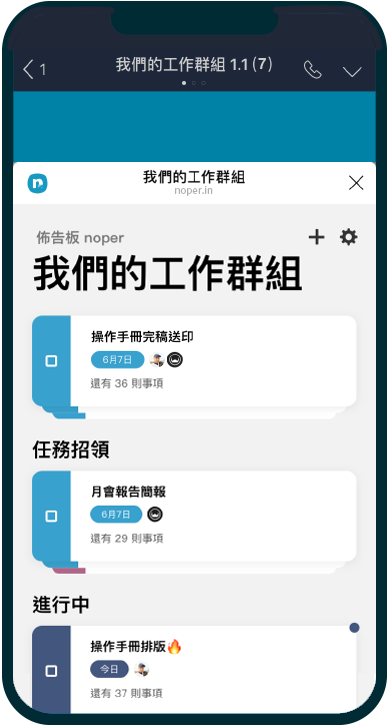 1
我們的工作群組 1.1 (7)
n
我們的工作群組
noper.in
佈告板 noper
我們的工作群組
操作手冊完稿送印
6月7日
還有 36 則事項
任務招領
月會報告簡報
6月7日
還有 29 則事項
進行中
操作手冊排版🔥
今日
還有 37 則事項